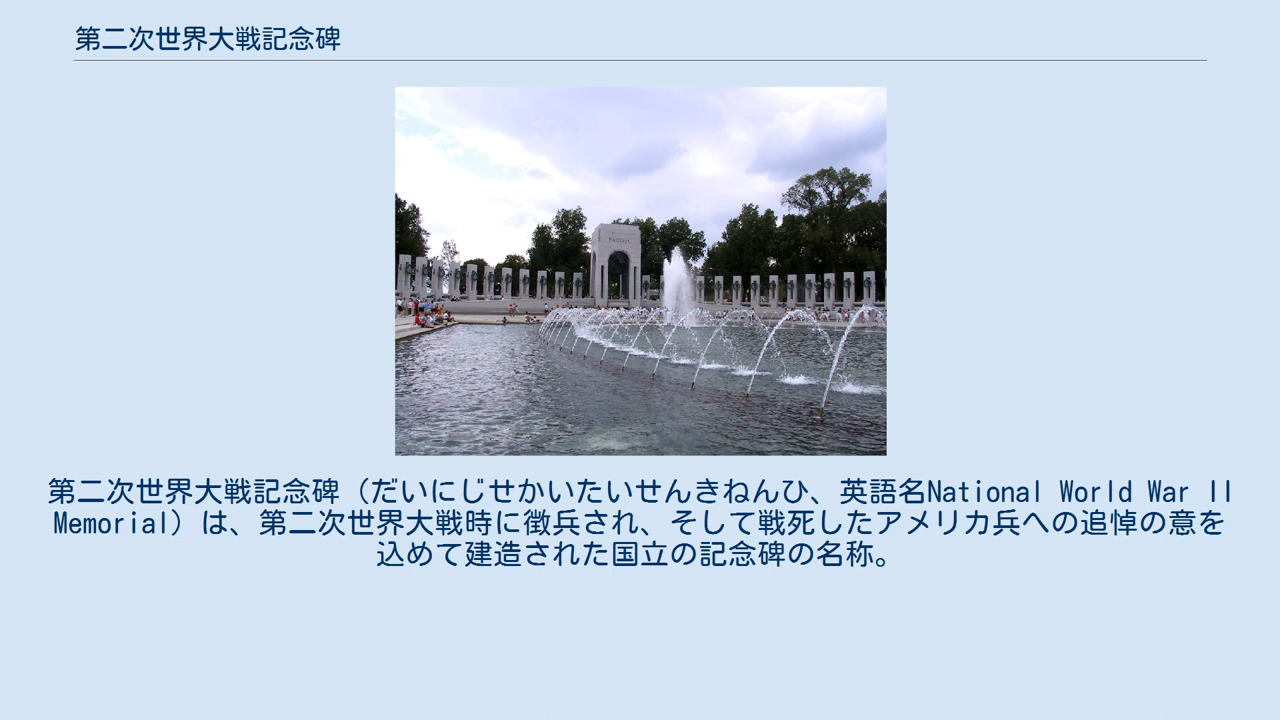 第二次世界大戦記念碑
第二次世界大戦記念碑（だいにじせかいたいせんきねんひ、英語名National World War II
Memorial）は、第二次世界大戦時に徴兵され、そして戦死したアメリカ兵への追悼の意を
込めて建造された国立の記念碑の名称。